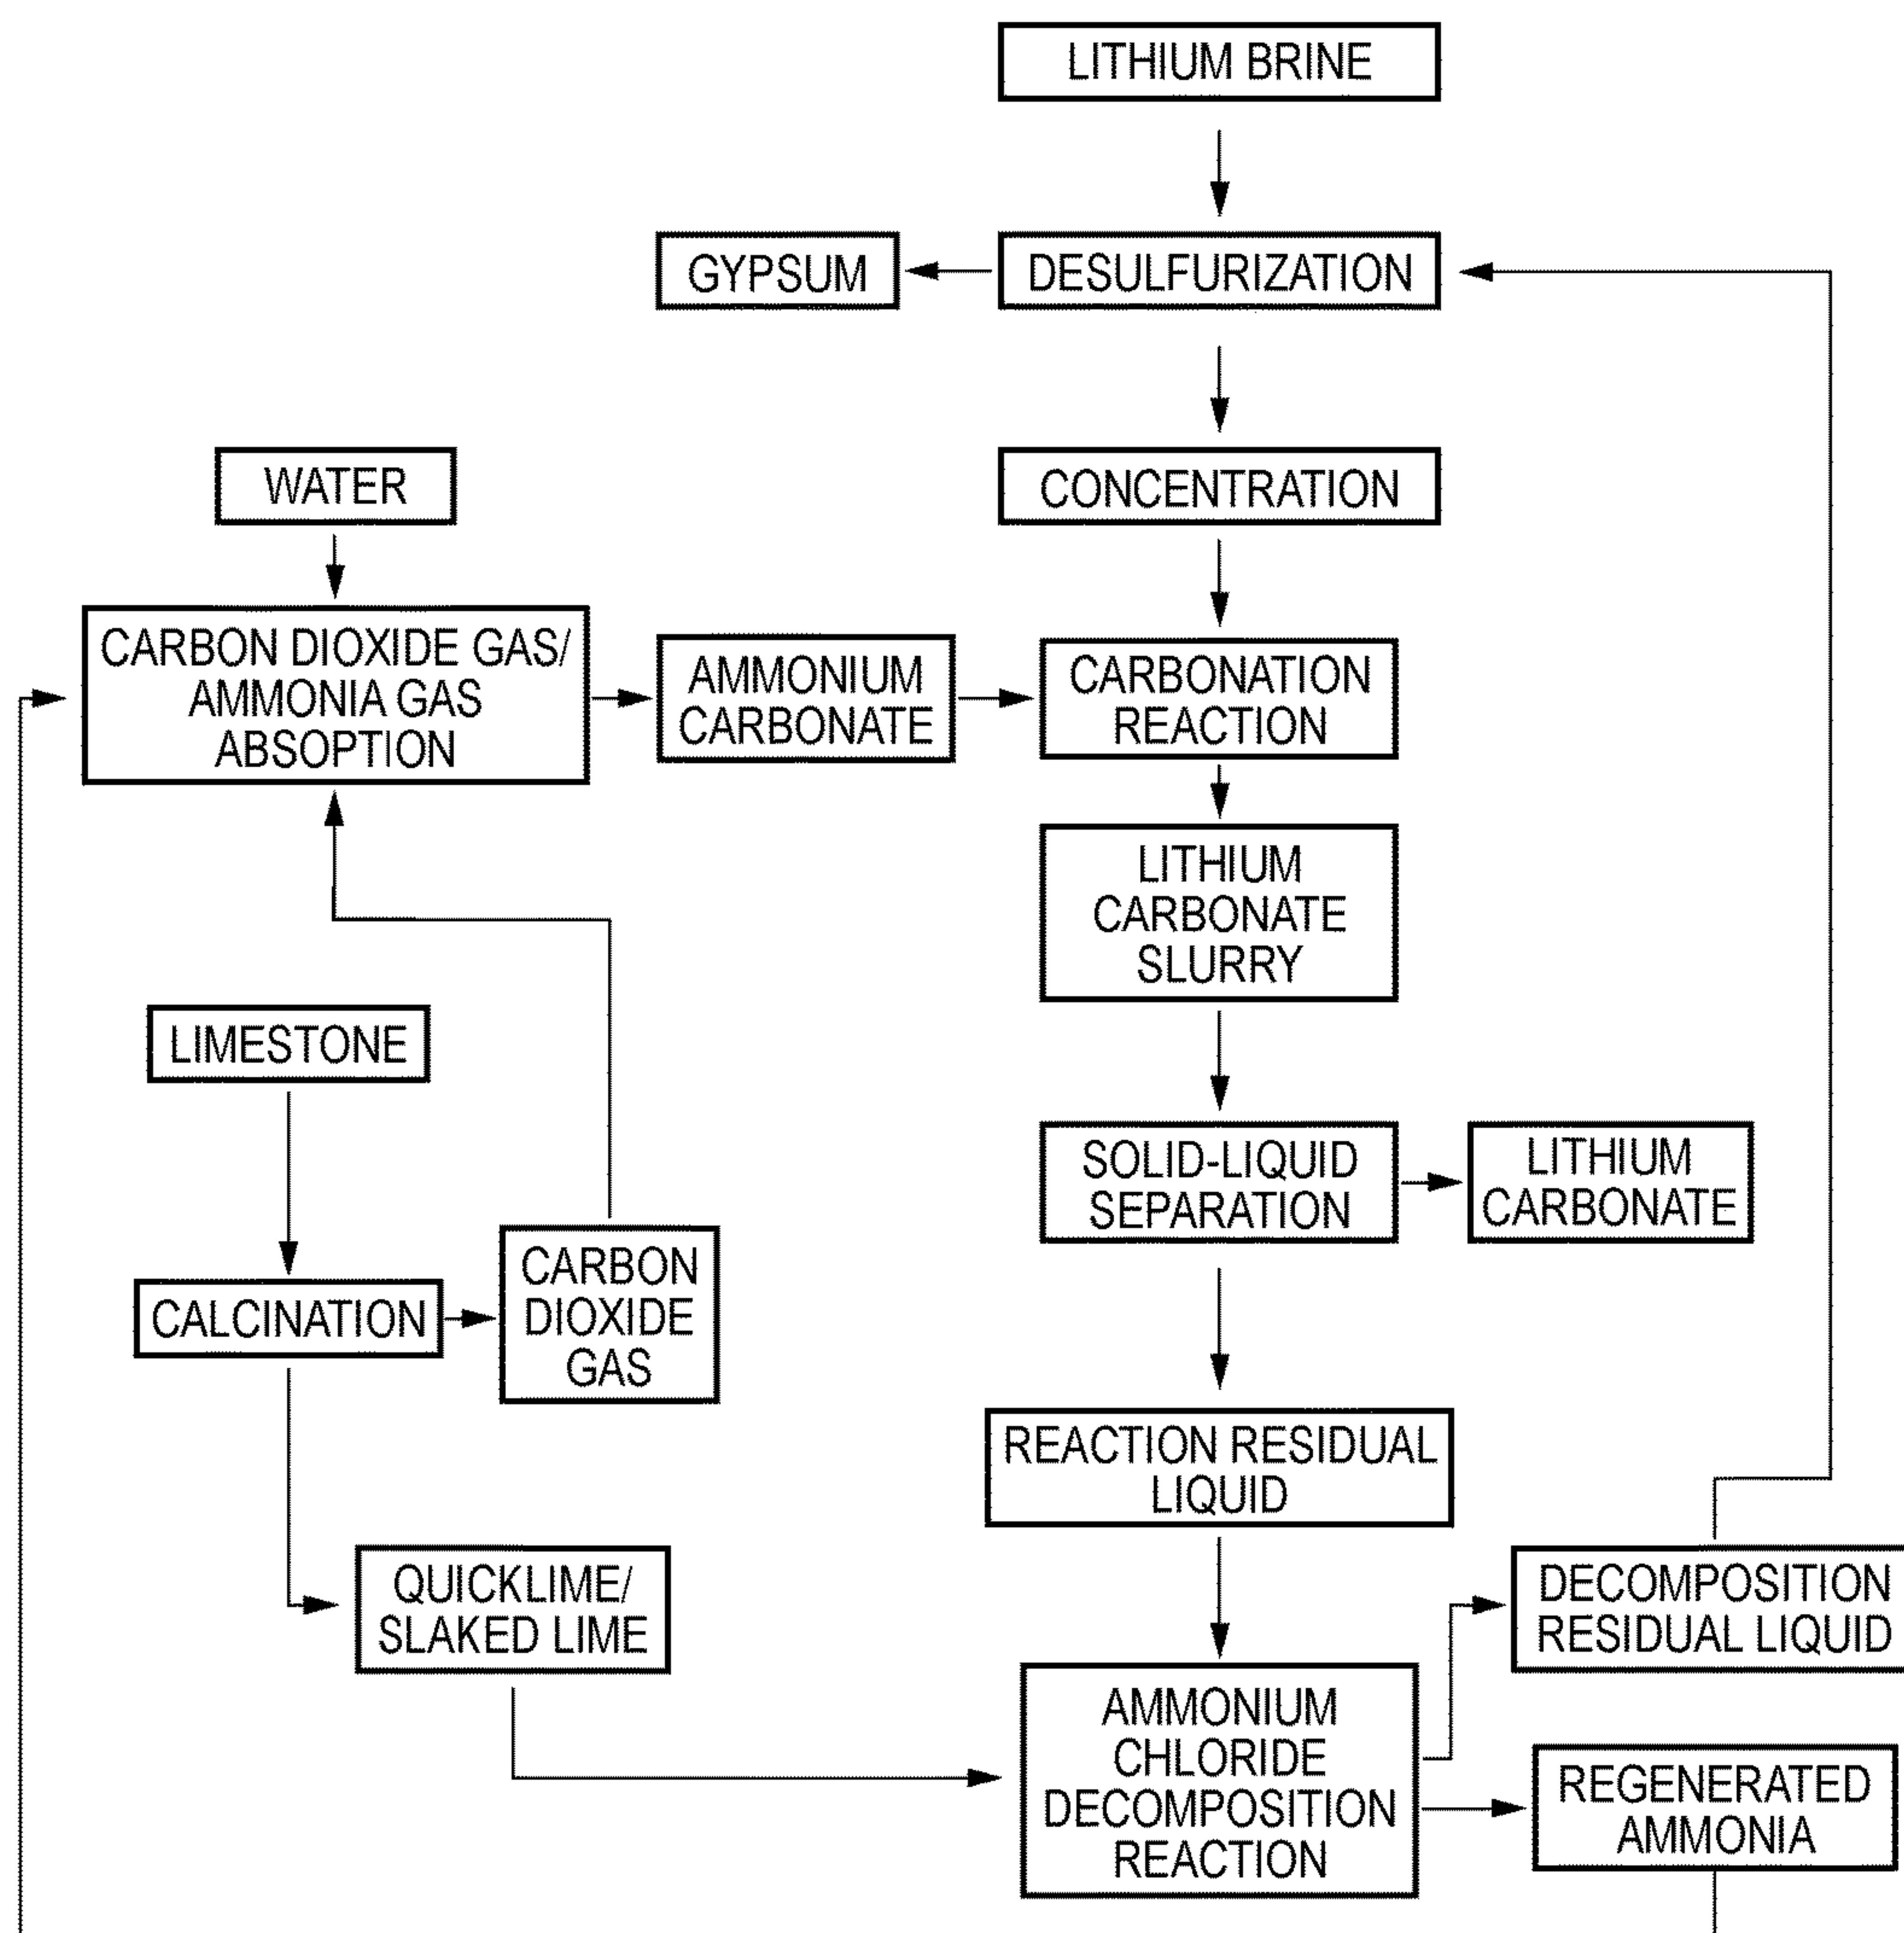 LITHIUM BRINE
GYPSUM
DESULFURIZATION
WATER
CONCENTRATION
CARBON DIOXIDE GAS/
AMMONIA GAS
ABSOPTION
AMMONIUM
CARBONATE
CARBONATION
REACTION
LITHIUM
CARBONATE
SLURRY
LIMESTONE
SOLID-LIQUID
SEPARATION
LITHIUM
CARBONATE
CALCINATION
CARBON
DIOXIDE
GAS
REACTION RESIDUAL
LIQUID
QUICKLIME/
SLAKED LIME
DECOMPOSITION
RESIDUAL LIQUID
AMMONIUM
CHLORIDE
DECOMPOSITION
REACTION
REGENERATED
AMMONIA